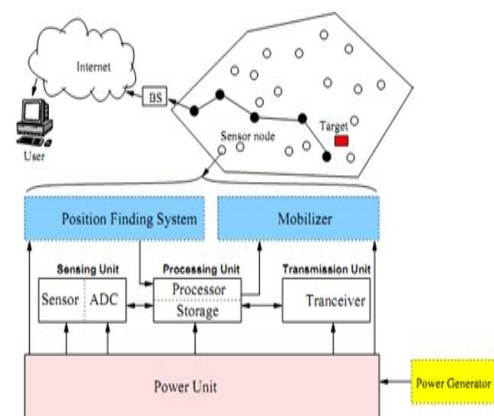 Internet
BS
User
Sensor node
Target
Position Finding System
Mobilizer
Sensing Unit
Processing Unit
Transmission Unit
Sensor
ADC
Processor
Storage
Tranceiver
Power Unit
Power Generator